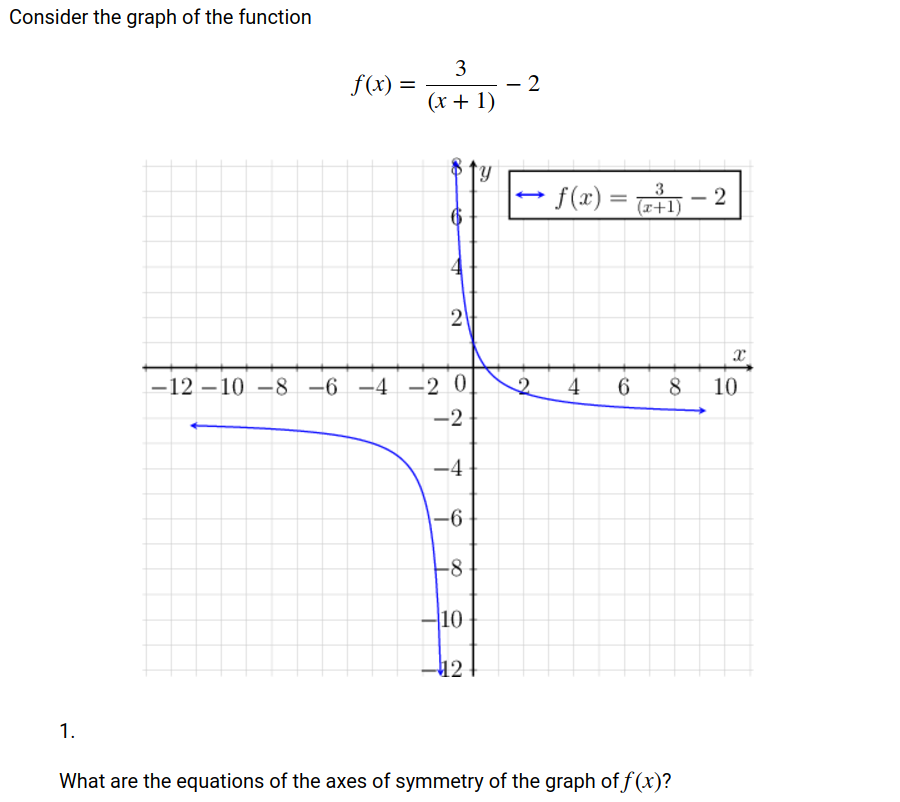 Consider the graph of the function
f(x) = 3/(x + 1) − 2
8 y
f(x) = 3/(x+1) − 2
6
4
2
x
−12 −10 −8 −6 −4 −2 0 2 4 6 8 10
−2
−4
−6
−8
−10
−12
1.
What are the equations of the axes of symmetry of the graph of f(x)?